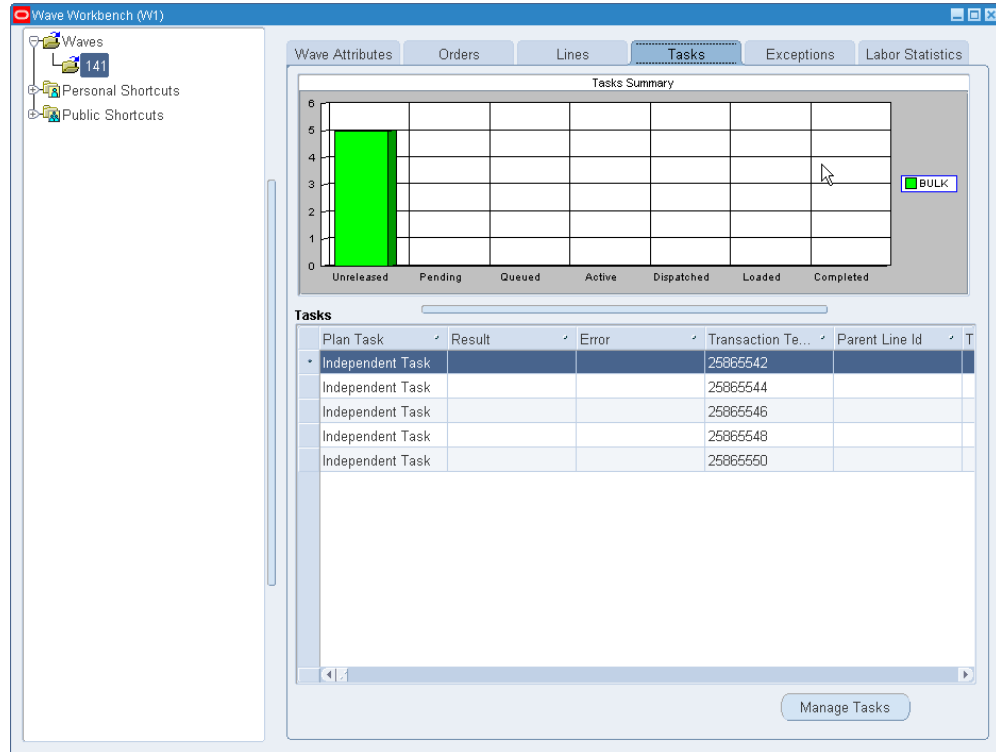 Wave Workbench (W1)
Waves
141
Personal Shortcuts
Public Shortcuts
Wave Attributes Orders Lines Tasks Exceptions Labor Statistics
Tasks Summary
6
5
4
3
2
1
0
Unreleased Pending Queued Active Dispatched Loaded Completed
BULK
Tasks
Plan Task Result Error Transaction Te... Parent Line Id T
Independent Task 25865542
Independent Task 25865544
Independent Task 25865546
Independent Task 25865548
Independent Task 25865550
Manage Tasks